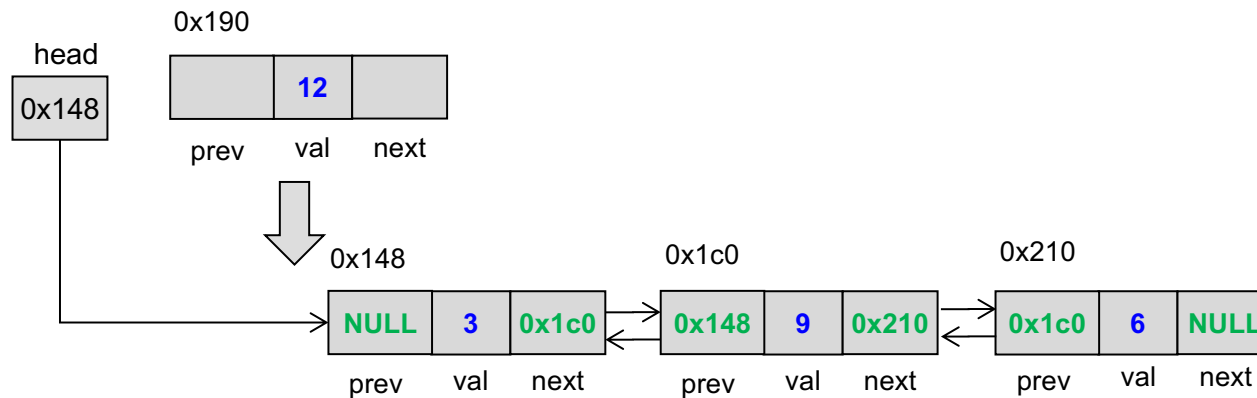 0x190
head
0x148
12
prev val next
0x148
0x1c0
0x210
NULL 3 0x1c0
0x148 9 0x210
0x1c0 6 NULL
prev val next
prev val next
prev val next